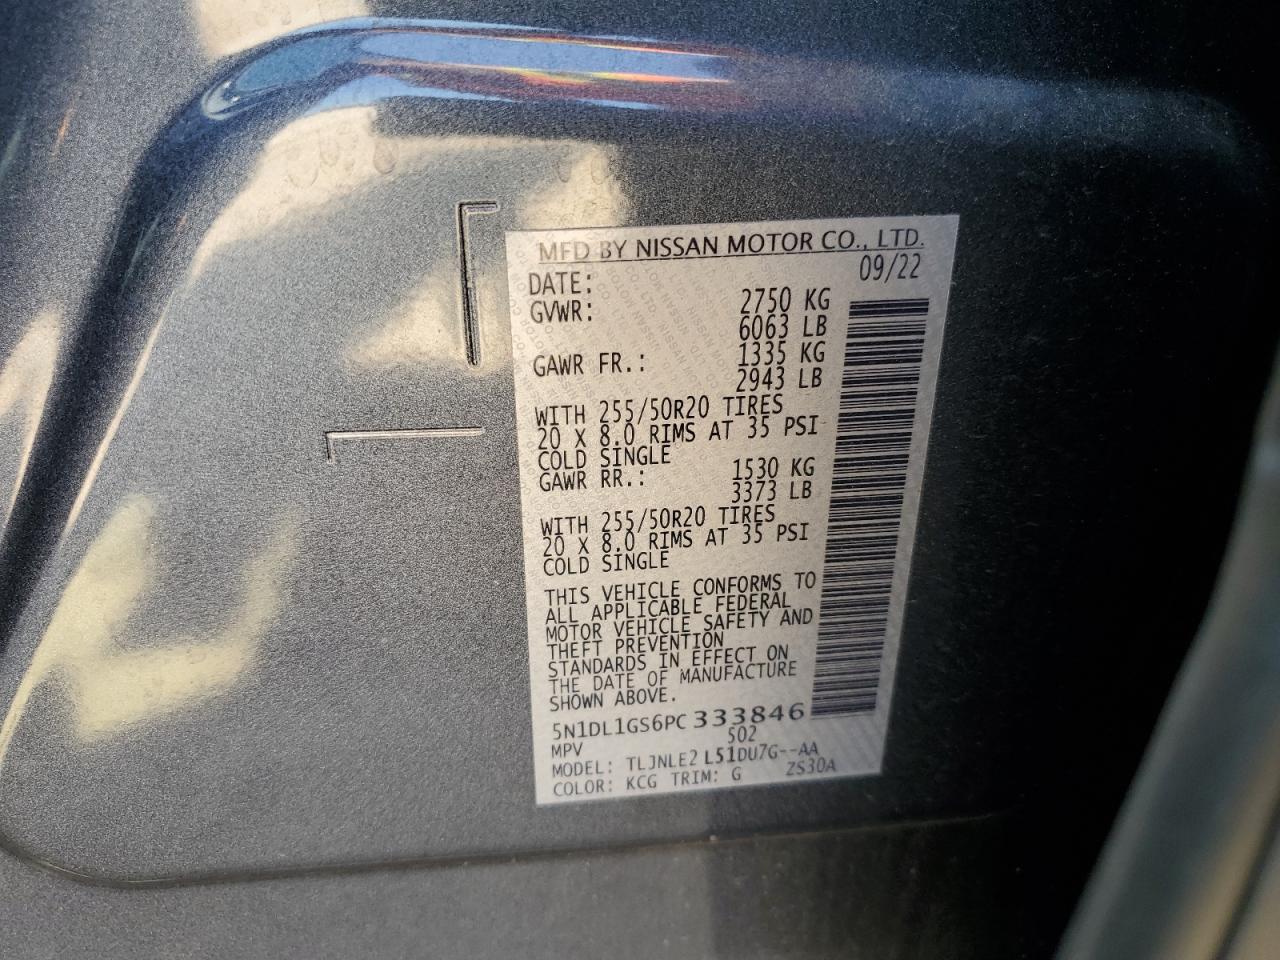 MFD BY NISSAN MOTOR CO., LTD.
DATE: 09/22
GVWR: 2750 KG
6063 LB
GAWR FR.: 1335 KG
2943 LB
WITH 255/50R20 TIRES
20 X 8.0 RIMS AT 35 PSI
COLD SINGLE
GAWR RR.: 1530 KG
3373 LB
WITH 255/50R20 TIRES
20 X 8.0 RIMS AT 35 PSI
COLD SINGLE
THIS VEHICLE CONFORMS TO
ALL APPLICABLE FEDERAL
MOTOR VEHICLE SAFETY AND
THEFT PREVENTION
STANDARDS IN EFFECT ON
THE DATE OF MANUFACTURE
SHOWN ABOVE.
5N1DL1GS6PC333846
MPV 502
MODEL: TLJNLE2 L51DU7G--AA
COLOR: KCG TRIM: G ZS30A